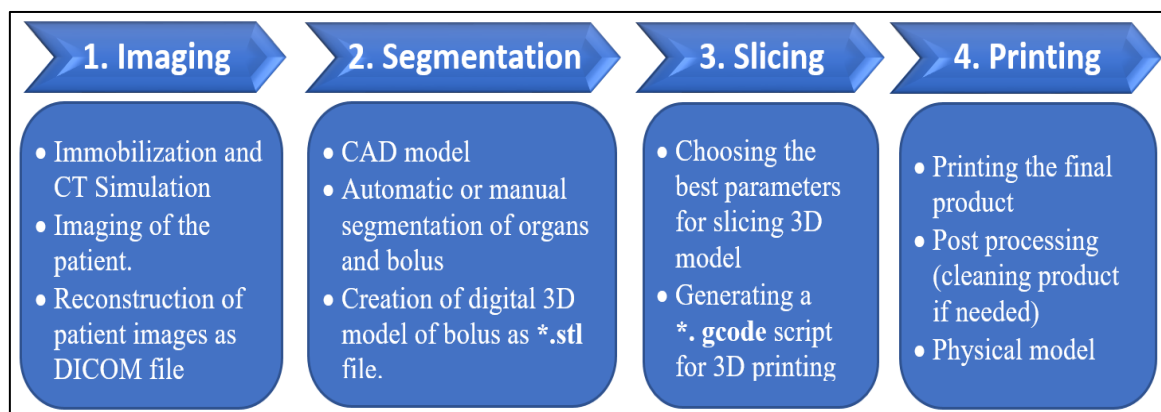 1. Imaging
• Immobilization and
CT Simulation
• Imaging of the
patient.
• Reconstruction of
patient images as
DICOM file
2. Segmentation
• CAD model
• Automatic or manual
segmentation of organs
and bolus
• Creation of digital 3D
model of bolus as *.stl
file.
3. Slicing
• Choosing the
best parameters
for slicing 3D
model
• Generating a
*. gcode script
for 3D printing
4. Printing
• Printing the final
product
• Post processing
(cleaning product
if needed)
• Physical model